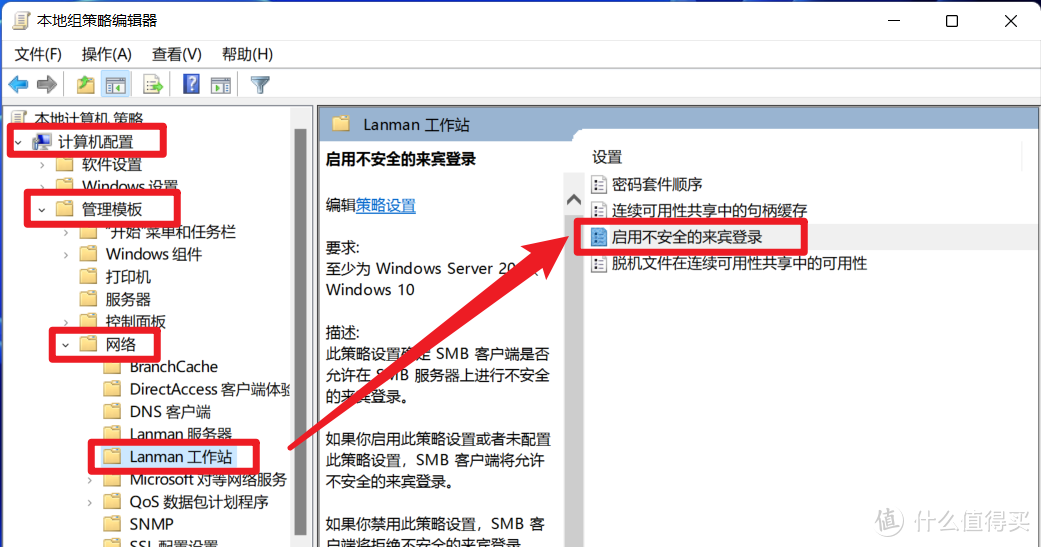 本地组策略编辑器
文件(F) 操作(A) 查看(V) 帮助(H)
本地计算机 策略
计算机配置
软件设置
Windows 设置
管理模板
"开始"菜单和任务栏
Windows 组件
打印机
服务器
控制面板
网络
BranchCache
DirectAccess 客户端体验
DNS 客户端
Lanman 服务器
Lanman 工作站
Microsoft 对等网络服务
QoS 数据包计划程序
SNMP
SSL 配置设置
Lanman 工作站
启用不安全的来宾登录
编辑策略设置
要求:
至少为 Windows Server 20
Windows 10
描述:
此策略设置确定 SMB 客户端是否
允许在 SMB 服务器上进行不安全
的来宾登录。
如果你启用此策略设置或者未配置
此策略设置，SMB 客户端将允许
不安全的来宾登录。
如果你禁用此策略设置，SMB 客
户端将拒绝不安全的来宾登录。
设置
密码套件顺序
连续可用性共享中的句柄缓存
启用不安全的来宾登录
脱机文件在连续可用性共享中的可用性
值 什么值得买